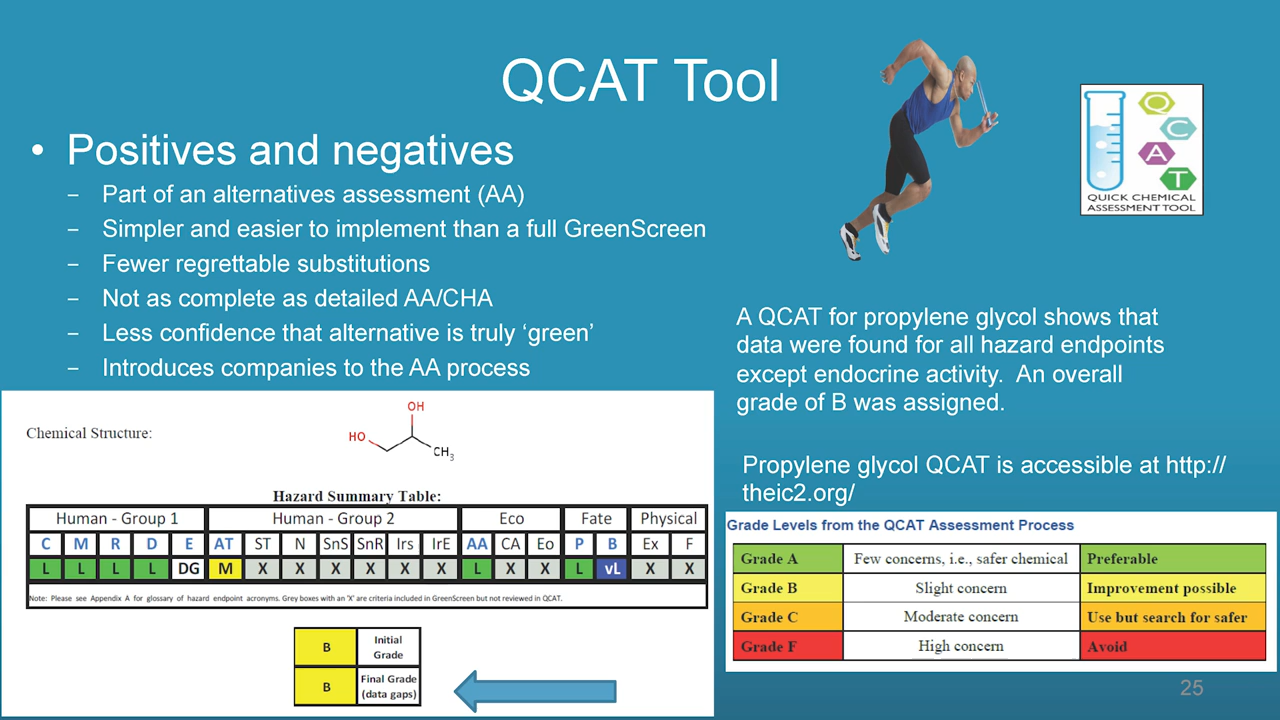 QCAT Tool
• Positives and negatives
– Part of an alternatives assessment (AA)
– Simpler and easier to implement than a full GreenScreen
– Fewer regrettable substitutions
– Not as complete as detailed AA/CHA
– Less confidence that alternative is truly ‘green’
– Introduces companies to the AA process
Q
C
A
T
QUICK CHEMICAL
ASSESSMENT TOOL
A QCAT for propylene glycol shows that
data were found for all hazard endpoints
except endocrine activity. An overall
grade of B was assigned.
Propylene glycol QCAT is accessible at http://
theic2.org/
Chemical Structure:
OH
HO
CH3
Hazard Summary Table:
Human - Group 1 Human - Group 2 Eco Fate Physical
C M R D E AT ST N SnS SnR Irs IrE AA CA Eo P B Ex F
L L L L DG M X X X X X X L X X L vL X X
Note: Please see Appendix A for glossary of hazard endpoint acronyms. Grey boxes with an 'X' are criteria included in GreenScreen but not reviewed in QCAT.
B Initial
Grade
B Final Grade
(data gaps)
Grade Levels from the QCAT Assessment Process
Grade A Few concerns, i.e., safer chemical Preferable
Grade B Slight concern Improvement possible
Grade C Moderate concern Use but search for safer
Grade F High concern Avoid
25